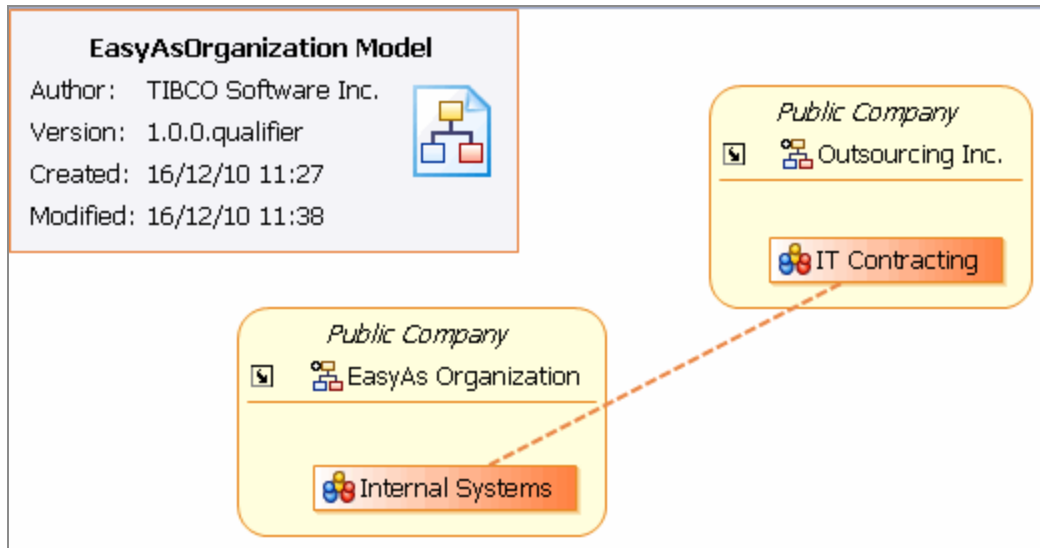 EasyAsOrganization Model
Author: TIBCO Software Inc.
Version: 1.0.0.qualifier
Created: 16/12/10 11:27
Modified: 16/12/10 11:38
Public Company
Outsourcing Inc.
IT Contracting
Public Company
EasyAs Organization
Internal Systems